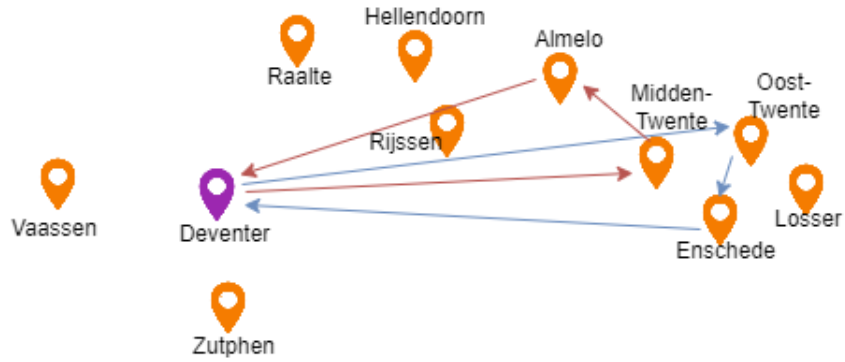 Hellendoorn
Raalte
Almelo
Midden-
Twente
Oost-
Twente
Rijssen
Vaassen
Deventer
Losser
Enschede
Zutphen